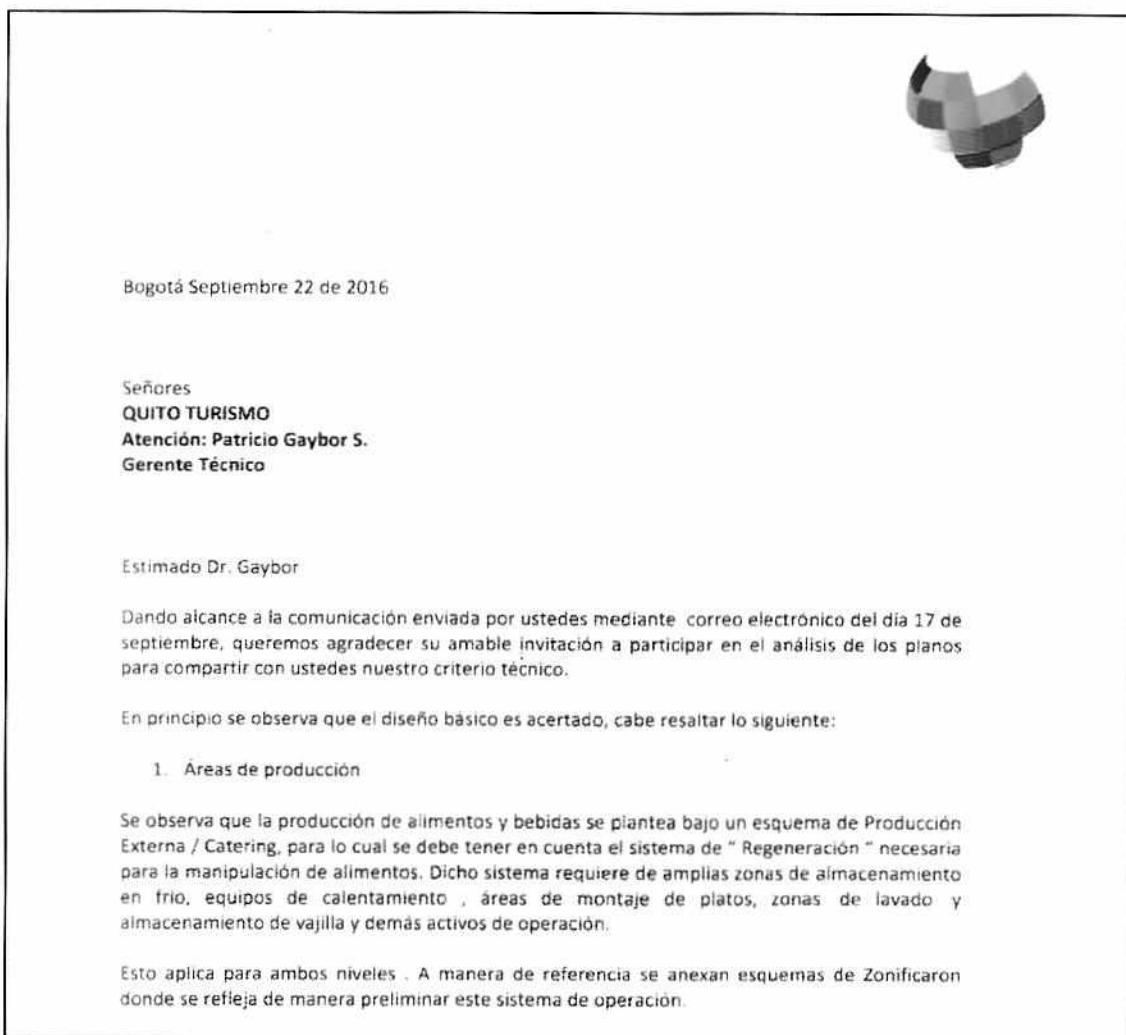 Bogotá Septiembre 22 de 2016
Señores
QUITO TURISMO
Atención: Patricio Gaybor S.
Gerente Técnico
Estimado Dr. Gaybor
Dando alcance a la comunicación enviada por ustedes mediante correo electrónico del día 17 de
septiembre, queremos agradecer su amable invitación a participar en el análisis de los planos
para compartir con ustedes nuestro criterio técnico.
En principio se observa que el diseño básico es acertado, cabe resaltar lo siguiente:
1. Áreas de producción
Se observa que la producción de alimentos y bebidas se plantea bajo un esquema de Producción
Externa / Catering, para lo cual se debe tener en cuenta el sistema de " Regeneración " necesaria
para la manipulación de alimentos. Dicho sistema requiere de amplias zonas de almacenamiento
en frio, equipos de calentamiento , áreas de montaje de platos, zonas de lavado y
almacenamiento de vajilla y demás activos de operación.
Esto aplica para ambos niveles . A manera de referencia se anexan esquemas de Zonificaron
donde se refleja de manera preliminar este sistema de operación.